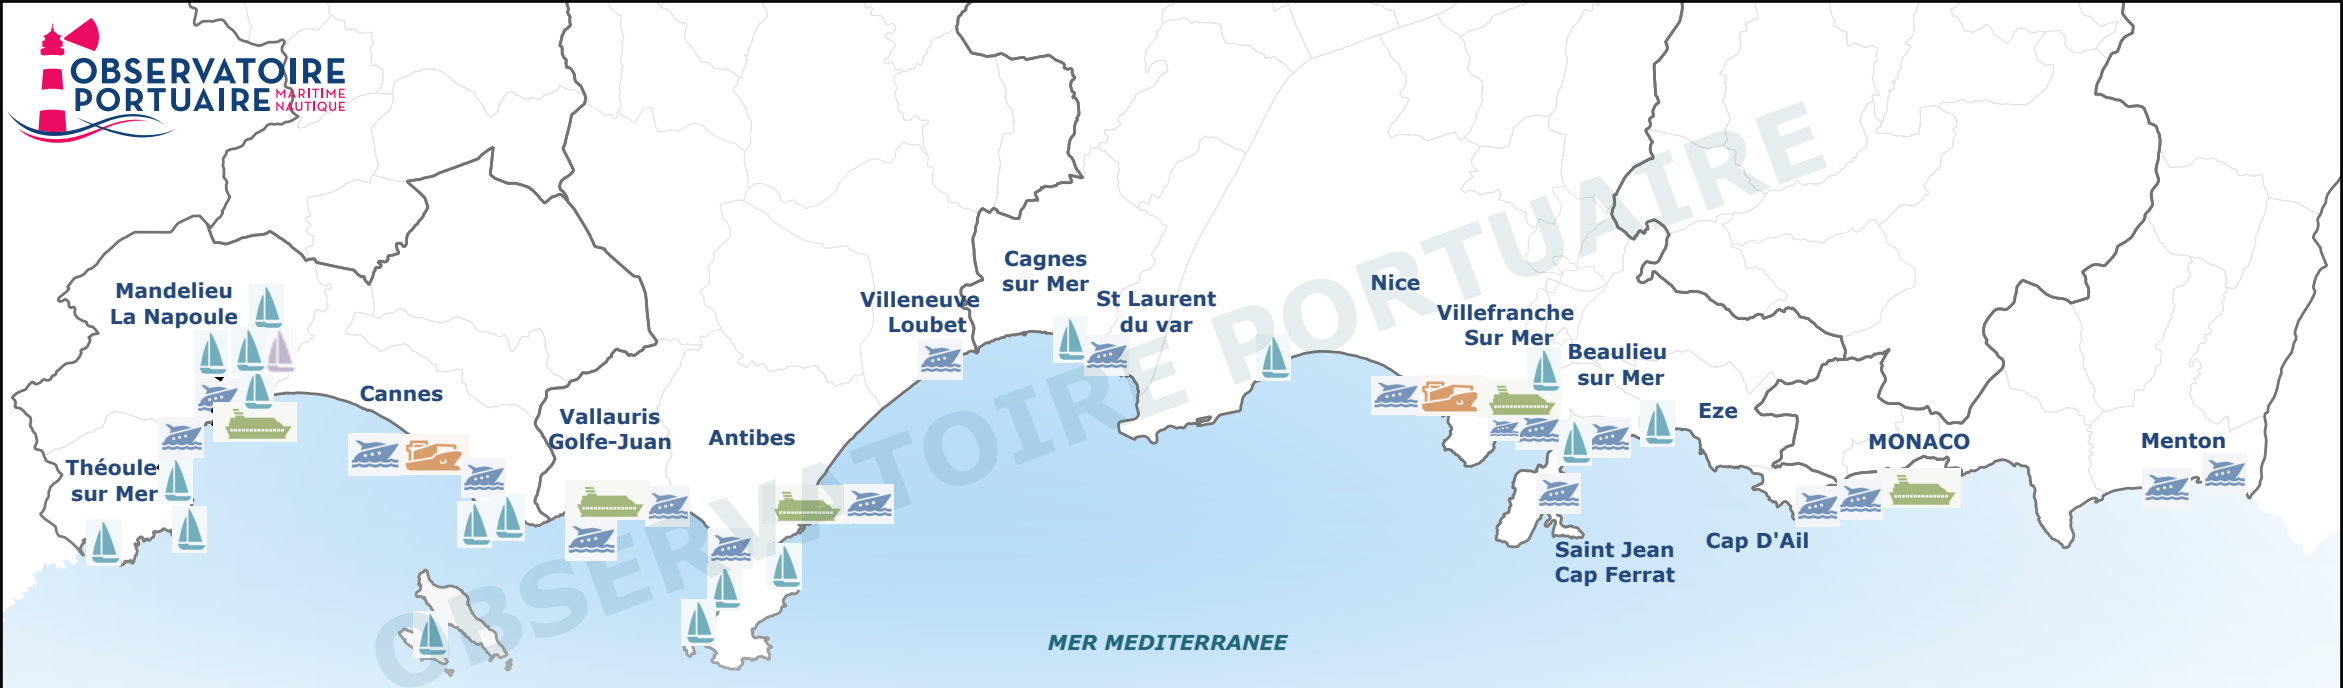 OBSERVATOIRE
PORTUAIRE MARITIME
NAUTIQUE
Mandelieu
La Napoule
Théoule
sur Mer
Cannes
Vallauris
Golfe-Juan
Antibes
Villeneuve
Loubet
Cagnes
sur Mer
St Laurent
du var
Nice
Villefranche
Sur Mer
Beaulieu
sur Mer
Eze
MONACO
Menton
Cap D'Ail
Saint Jean
Cap Ferrat
MER MEDITERRANEE
OBSERVATOIRE PORTUAIRE